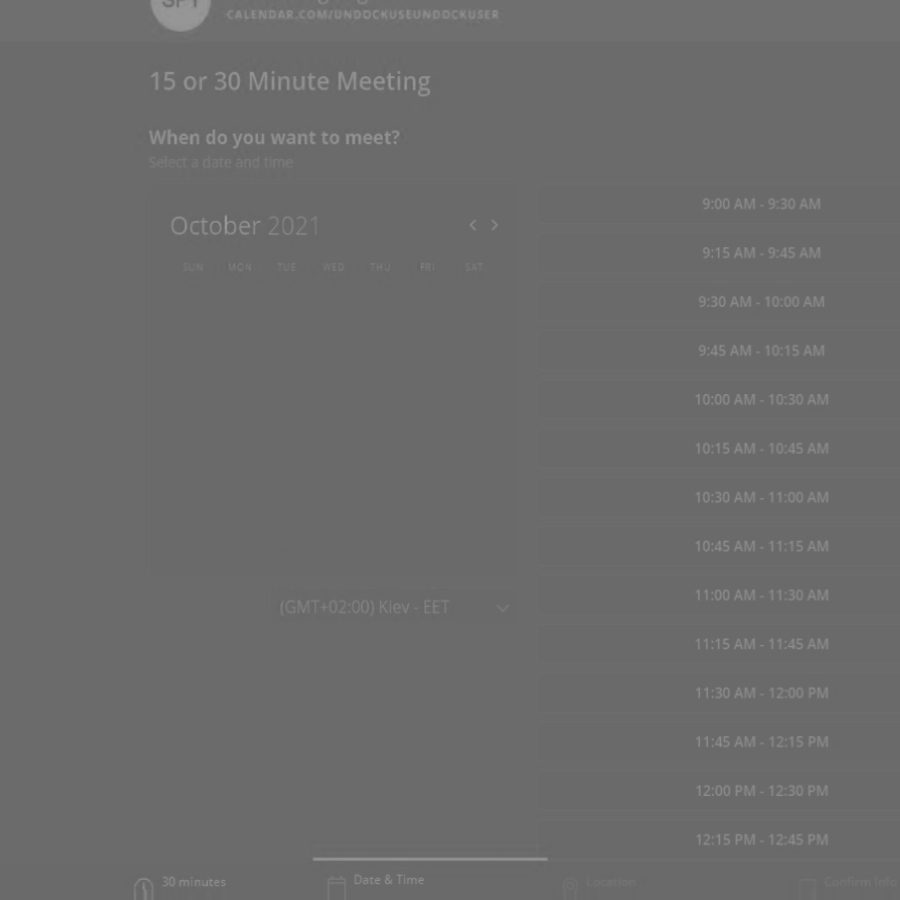 CALENDAR.COM/UNDOCKUSEUNDOCKUSER
15 or 30 Minute Meeting
When do you want to meet?
Select a date and time
October 2021
SUN MON TUE WED THU FRI SAT
(GMT+02:00) Kiev - EET
9:00 AM - 9:30 AM
9:15 AM - 9:45 AM
9:30 AM - 10:00 AM
9:45 AM - 10:15 AM
10:00 AM - 10:30 AM
10:15 AM - 10:45 AM
10:30 AM - 11:00 AM
10:45 AM - 11:15 AM
11:00 AM - 11:30 AM
11:15 AM - 11:45 AM
11:30 AM - 12:00 PM
11:45 AM - 12:15 PM
12:00 PM - 12:30 PM
12:15 PM - 12:45 PM
30 minutes
Date & Time
Location
Confirm Info